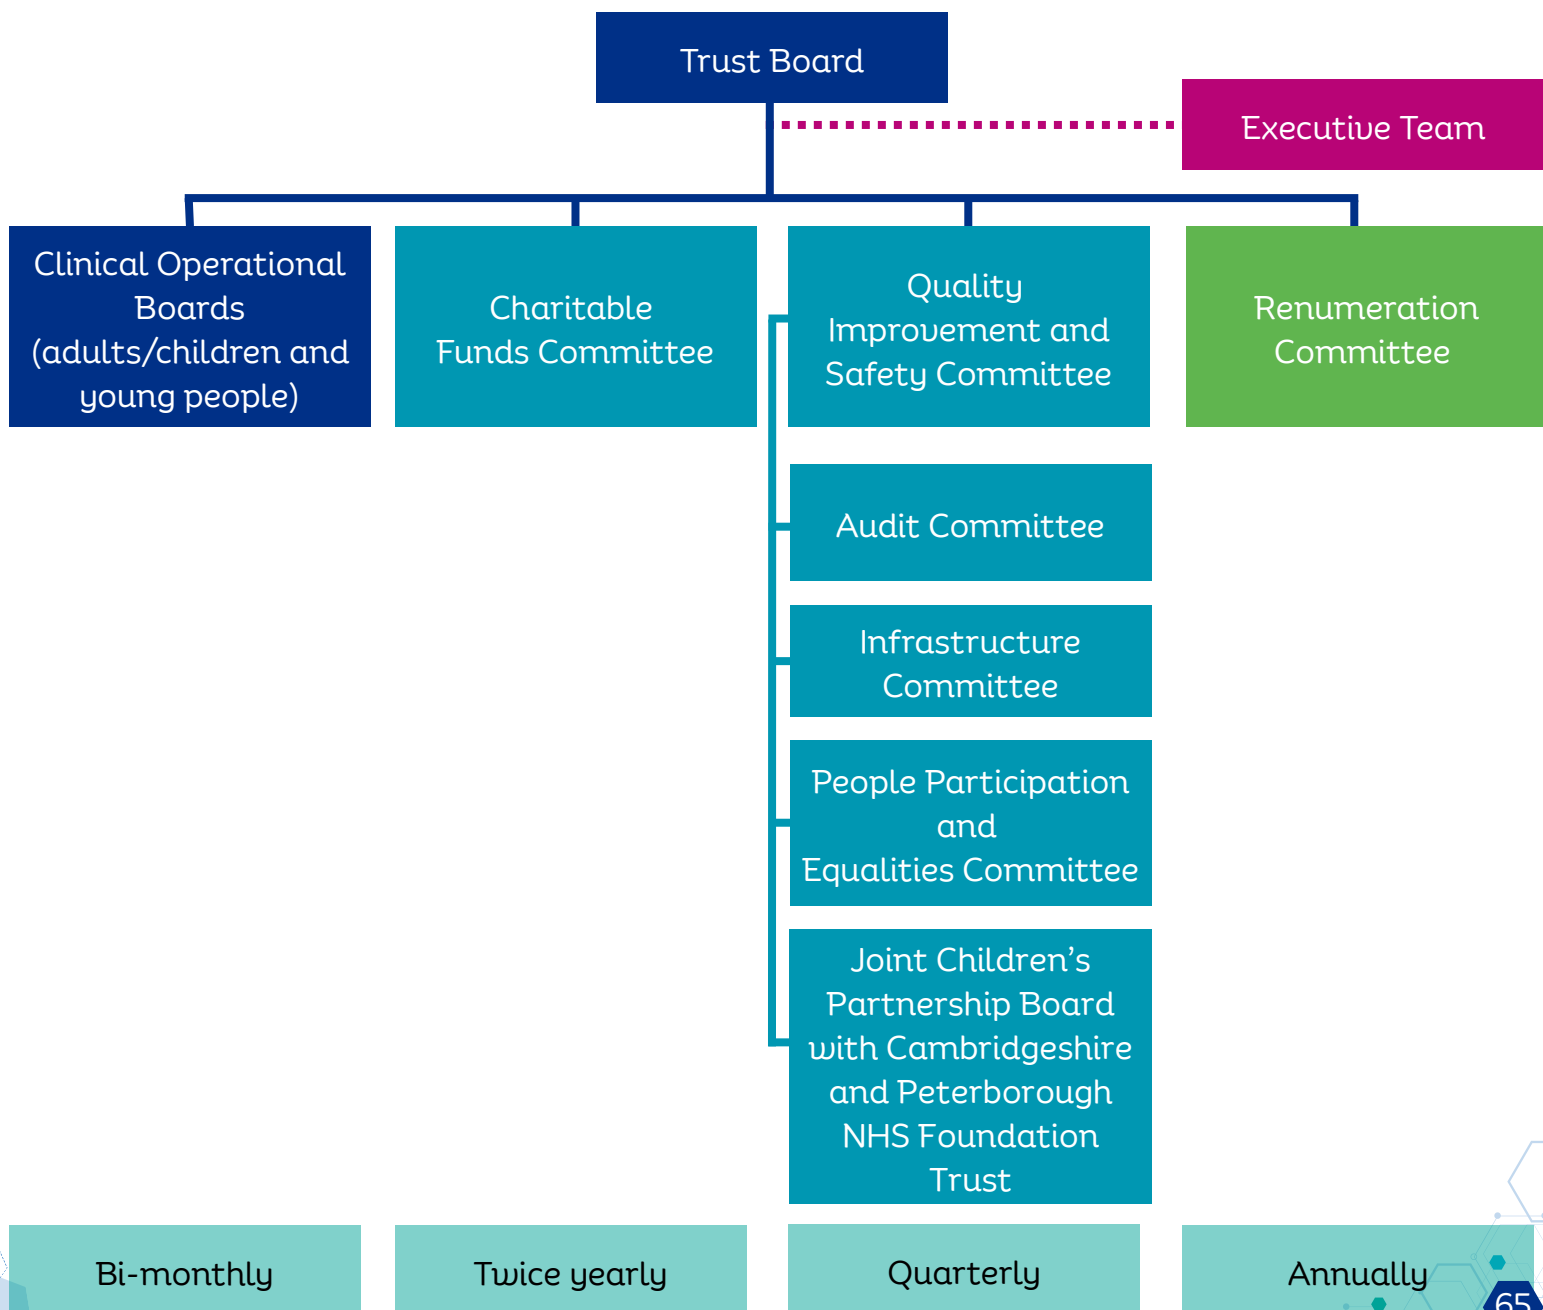 Trust Board
Executive Team
Clinical Operational
Boards
(adults/children and
young people)
Charitable
Funds Committee
Quality
Improvement and
Safety Committee
Renumeration
Committee
Audit Committee
Infrastructure
Committee
People Participation
and
Equalities Committee
Joint Children’s
Partnership Board
with Cambridgeshire
and Peterborough
NHS Foundation
Trust
Bi-monthly
Twice yearly
Quarterly
Annually
65